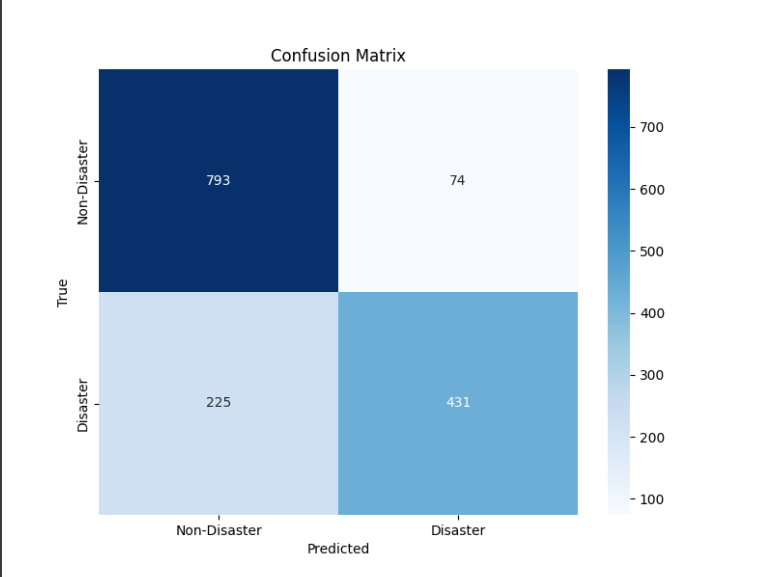 Confusion Matrix
Non-Disaster
793
74
700
600
500
400
300
200
100
True
Disaster
225
431
Non-Disaster
Disaster
Predicted